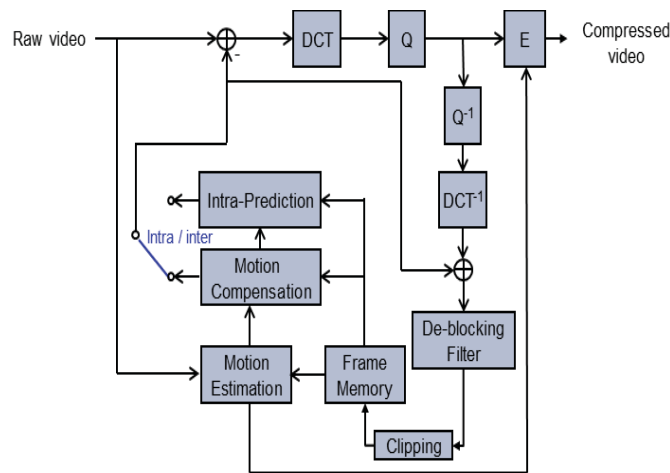 Raw video
-
DCT
Q
E
Compressed
video
Q-1
DCT-1
Intra-Prediction
Intra / inter
Motion
Compensation
De-blocking
Filter
Motion
Estimation
Frame
Memory
Clipping